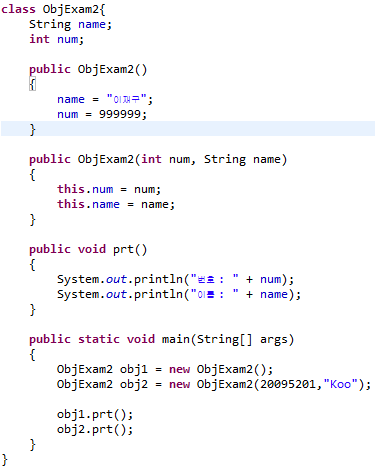 class ObjExam2{
String name;
int num;
public ObjExam2()
{
name = "이재구";
num = 999999;
}
public ObjExam2(int num, String name)
{
this.num = num;
this.name = name;
}
public void prt()
{
System.out.println("번호 : " + num);
System.out.println("이름 : " + name);
}
public static void main(String[] args)
{
ObjExam2 obj1 = new ObjExam2();
ObjExam2 obj2 = new ObjExam2(20095201,"Koo");
obj1.prt();
obj2.prt();
}
}